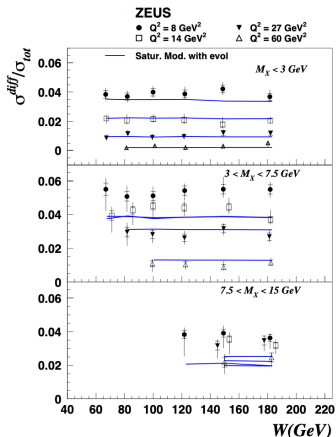 ZEUS
● Q² = 8 GeV² ▼ Q² = 27 GeV²
□ Q² = 14 GeV² △ Q² = 60 GeV²
Satur. Mod. with evol
M_X < 3 GeV
σ^diff/σ_tot
0.06
0.04
0.02
0
3 < M_X < 7.5 GeV
0.06
0.04
0.02
0
7.5 < M_X < 15 GeV
0.06
0.04
0.02
0
40 60 80 100 120 140 160 180 200 220
W(GeV)